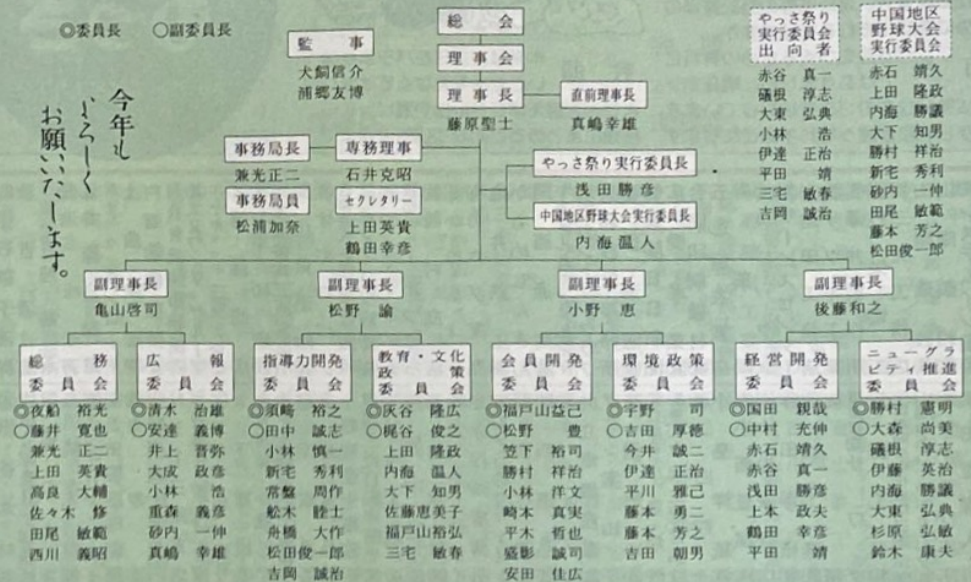 ◎委員長　○副委員長
今年も
よろしく
お願いいたします。
総会
理事会
理事長
藤原聖士
直前理事長
真嶋幸雄
監事
犬飼信介
浦郷友博
事務局長
兼光正二
専務理事
石井克昭
事務局員
松浦加奈
セクレタリー
上田英貴
鶴田幸彦
やっさ祭り実行委員長
浅田勝彦
中国地区野球大会実行委員長
内海温人
やっさ祭り
実行委員会
出向者
赤谷真一
礒根淳志
大東弘典
小林浩
伊達正治
平田靖
三宅敏春
吉岡誠治
中国地区
野球大会
実行委員会
赤石靖久
上田隆政
内海勝議
大下知男
勝村祥治
新宅秀利
砂内一伸
田尾敏範
藤本芳之
松田俊一郎
副理事長
亀山啓司
副理事長
松野諭
副理事長
小野恵
副理事長
後藤和之
総務
委員会
◎夜船裕光
○藤井寛也
兼光正二
上田英貴
高良大輔
佐々木修
田尾敏範
西川義昭
広報
委員会
◎清水治雄
○安達義博
井上晋弥
大成政彦
小林浩
重森義彦
砂内一伸
真嶋幸雄
指導力開発
委員会
◎須崎裕之
○田中誠志
小林慎一
新宅秀利
常盤周作
舩木睦士
舟橋大作
松田俊一郎
吉岡誠治
教育・文化
政策
委員会
◎灰谷隆広
○梶谷俊之
上田隆政
内海温人
大下知男
佐藤恵美子
福戸山裕弘
三宅敏春
会員開発
委員会
◎福戸山益己
○松野豊
笠下裕司
勝村祥治
小林洋文
崎本真実
平木哲也
盛影誠司
安田佳広
環境政策
委員会
◎宇野司
○吉田厚徳
今井誠二
伊達正治
平川雅己
藤本勇二
藤本芳之
吉田朝男
経営開発
委員会
◎国田親哉
○中村充伸
赤石靖久
赤谷真一
浅田勝彦
上本政夫
鶴田幸彦
平田靖
ニューグラ
ビティ推進
委員会
◎勝村憲明
○大森尚美
礒根淳志
伊藤英治
内海勝議
大東弘典
杉原弘敏
鈴木康夫